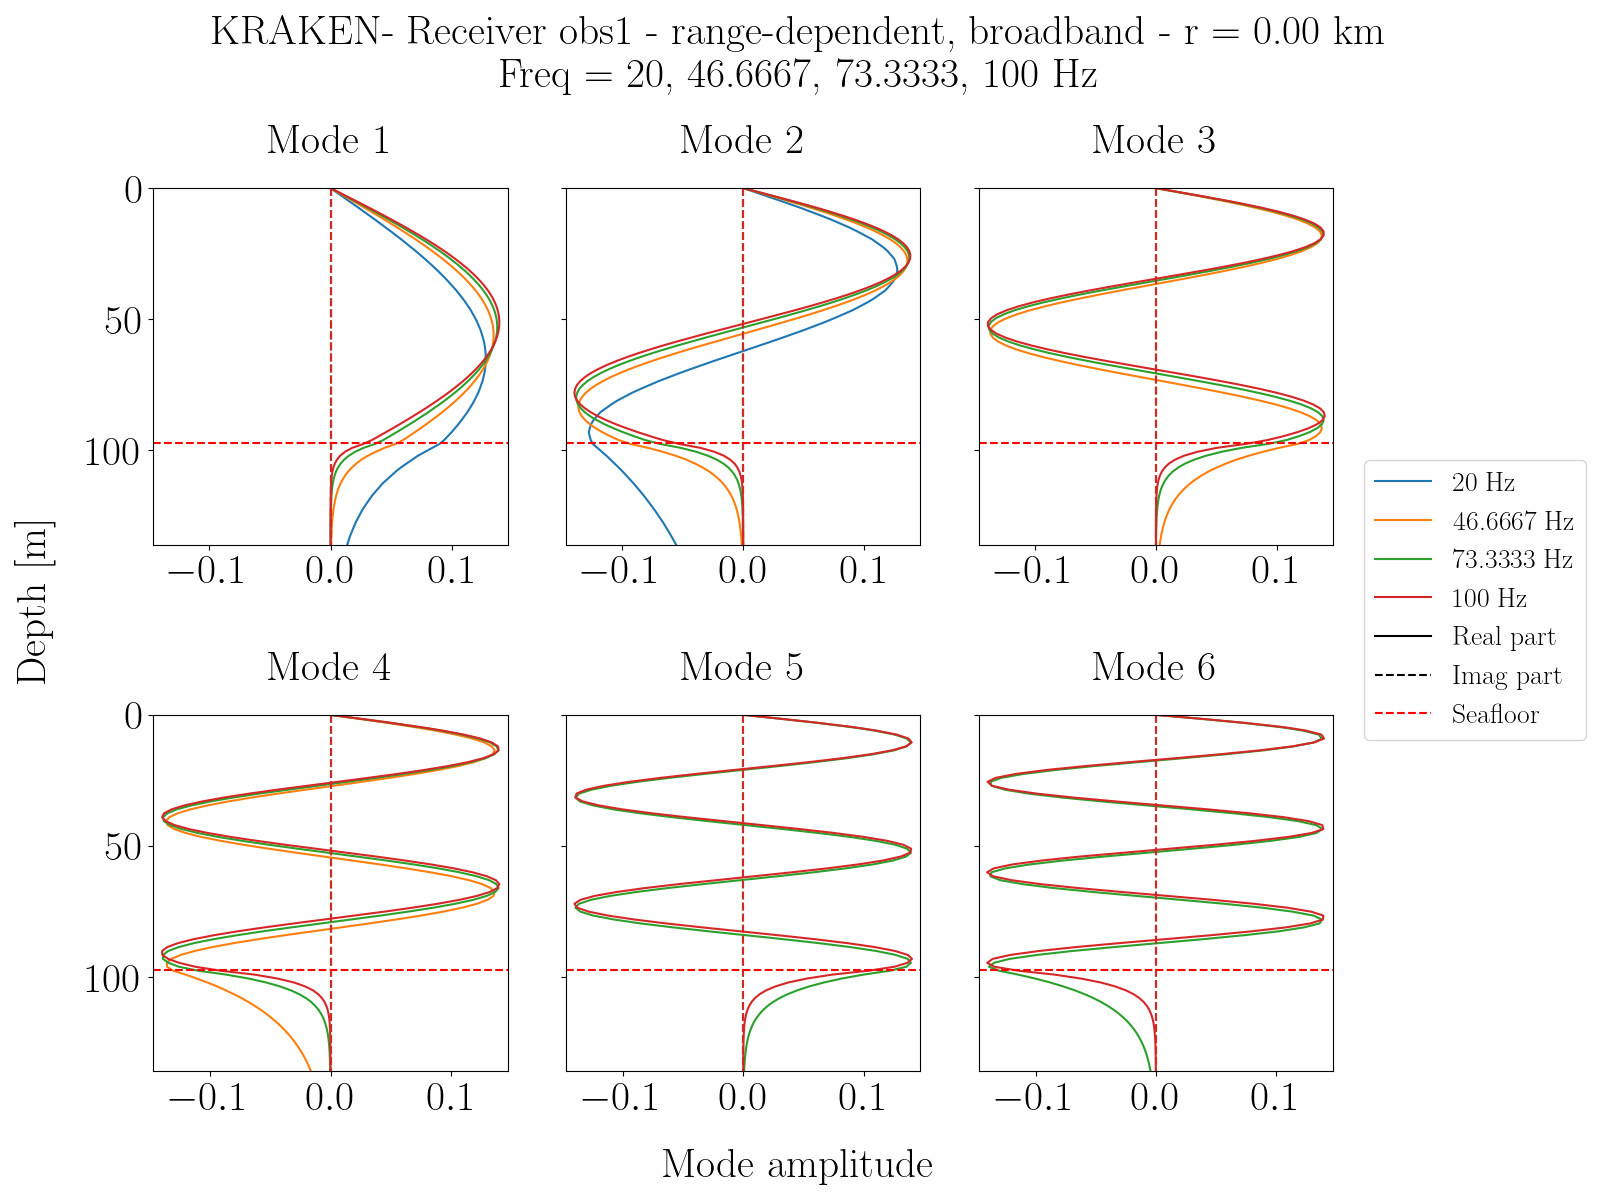 KRAKEN- Receiver obs1 - range-dependent, broadband - r = 0.00 km
Freq = 20, 46.6667, 73.3333, 100 Hz
Mode 1
Mode 2
Mode 3
0
50
100
−0.1
0.0
0.1
−0.1
0.0
0.1
−0.1
0.0
0.1
Depth [m]
20 Hz
46.6667 Hz
73.3333 Hz
100 Hz
Real part
Imag part
Seafloor
Mode 4
Mode 5
Mode 6
0
50
100
−0.1
0.0
0.1
−0.1
0.0
0.1
−0.1
0.0
0.1
Mode amplitude